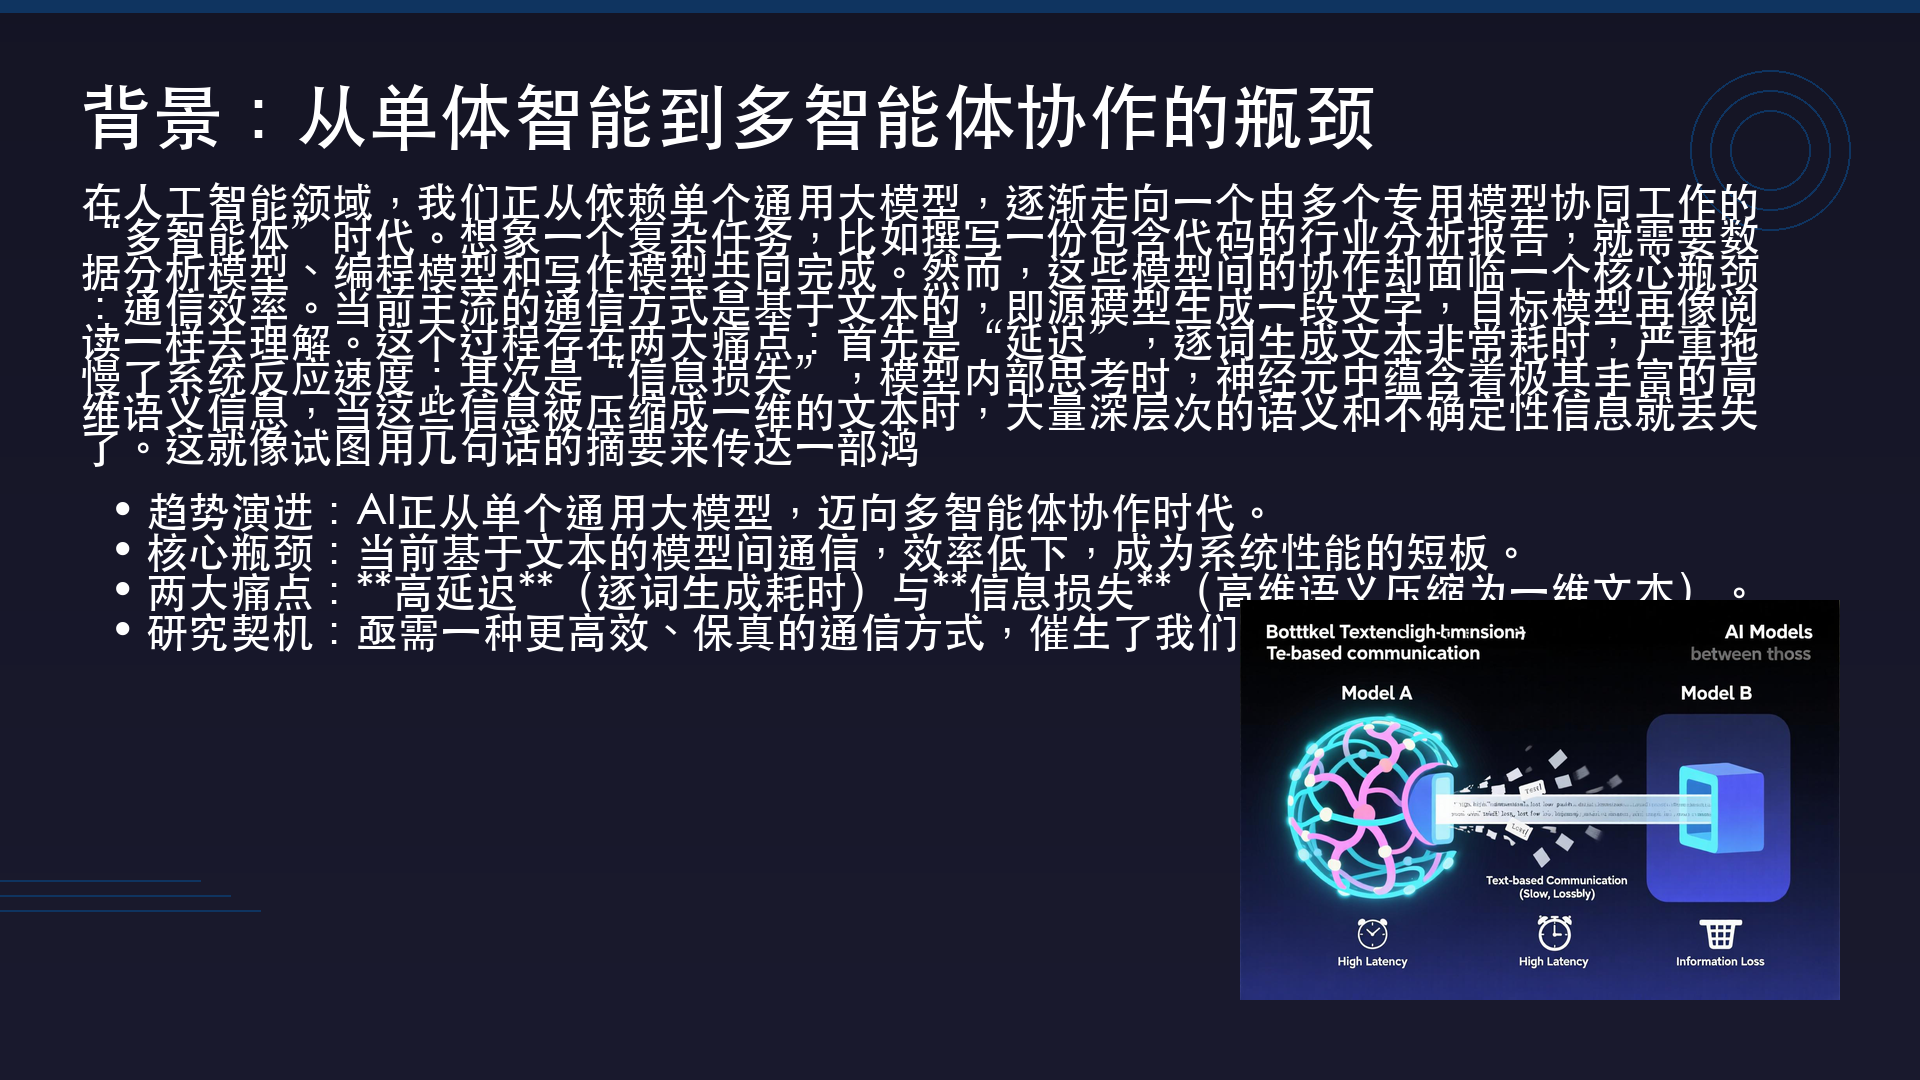 背景：从单体智能到多智能体协作的瓶颈
在人工智能领域，我们正从依赖单个通用大模型，逐渐走向一个由多个专用模型协同工作的
“多智能体”时代。想象一个复杂任务，比如撰写一份包含代码的行业分析报告，就需要数
据分析模型、编程模型和写作模型共同完成。然而，这些模型间的协作却面临一个核心瓶颈
：通信效率。当前主流的通信方式是基于文本的，即源模型生成一段文字，目标模型再像阅
读一样去理解。这个过程存在两大痛点：首先是“延迟”，逐词生成文本非常耗时，严重拖
慢了系统反应速度；其次是“信息损失”，模型内部思考时，神经元中蕴含着极其丰富的高
维语义信息，当这些信息被压缩成一维的文本时，大量深层次的语义和不确定性信息就丢失
了。这就像试图用几句话的摘要来传达一部鸿
• 趋势演进：AI正从单个通用大模型，迈向多智能体协作时代。
• 核心瓶颈：当前基于文本的模型间通信，效率低下，成为系统性能的短板。
• 两大痛点：**高延迟**（逐词生成耗时）与**信息损失**（高维语义压缩为一维文本）。
• 研究契机：亟需一种更高效、保真的通信方式，催生了我们
Botttkel
Te-based communication
AI Models
between thoss
Model A
Model B
Text
Text-based Communication
(Slow, Lossbly)
High Latency
High Latency
Information Loss